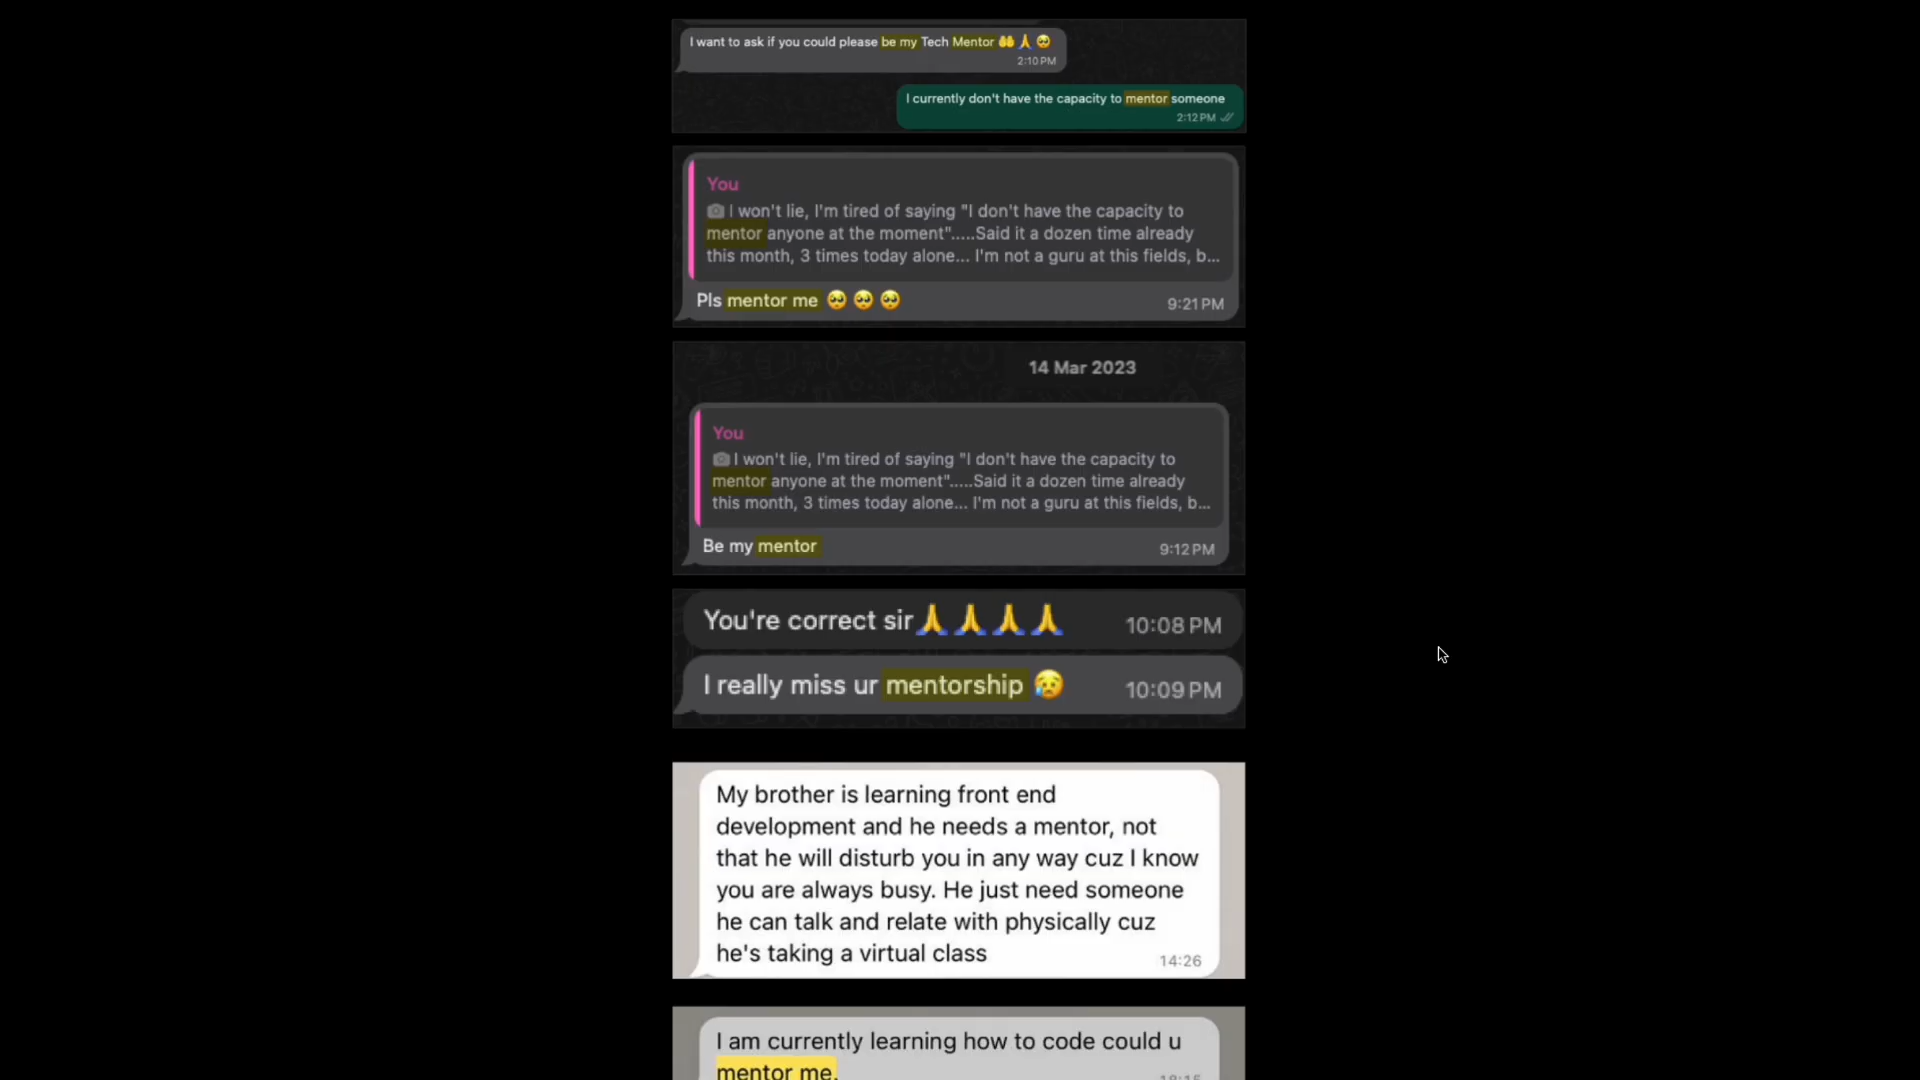 I want to ask if you could please be my Tech Mentor 🤲🙏🥺
2:10 PM
I currently don't have the capacity to mentor someone
2:12 PM
You
I won't lie, I'm tired of saying "I don't have the capacity to
mentor anyone at the moment".....Said it a dozen time already
this month, 3 times today alone... I'm not a guru at this fields, b...
Pls mentor me 🥺 🥺 🥺
9:21 PM
14 Mar 2023
You
I won't lie, I'm tired of saying "I don't have the capacity to
mentor anyone at the moment".....Said it a dozen time already
this month, 3 times today alone... I'm not a guru at this fields, b...
Be my mentor
9:12 PM
You're correct sir🙏🙏🙏🙏
10:08 PM
I really miss ur mentorship 😥
10:09 PM
My brother is learning front end
development and he needs a mentor, not
that he will disturb you in any way cuz I know
you are always busy. He just need someone
he can talk and relate with physically cuz
he's taking a virtual class
14:26
I am currently learning how to code could u
mentor me.